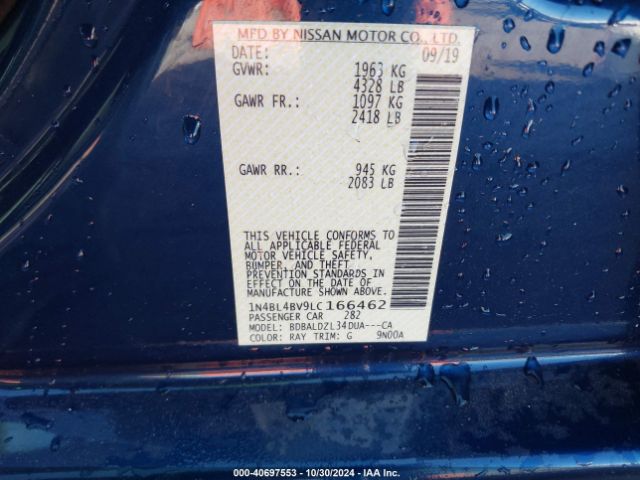 MFD BY NISSAN MOTOR CO., LTD.
DATE: 09/19
GVWR: 1963 KG
4328 LB
GAWR FR.: 1097 KG
2418 LB
GAWR RR.: 945 KG
2083 LB
THIS VEHICLE CONFORMS TO
ALL APPLICABLE FEDERAL
MOTOR VEHICLE SAFETY,
BUMPER, AND THEFT
PREVENTION STANDARDS IN
EFFECT ON THE DATE OF
MANUFACTURE SHOWN ABOVE.
1N4BL4BV9LC166462
PASSENGER CAR 282
MODEL: BDBALDZL34DUA---CA
COLOR: RAY TRIM: G 9N00A
000-40697553 - 10/30/2024 - IAA Inc.